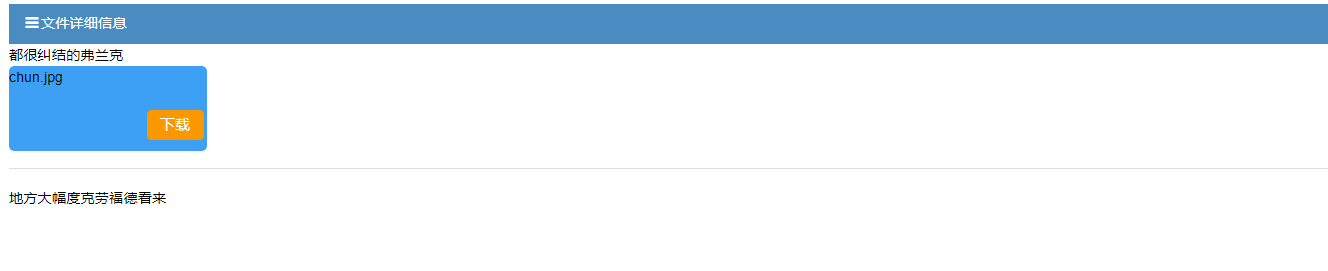 文件详细信息
都很纠结的弗兰克
chun.jpg
下载
地方大幅度克劳福德看来